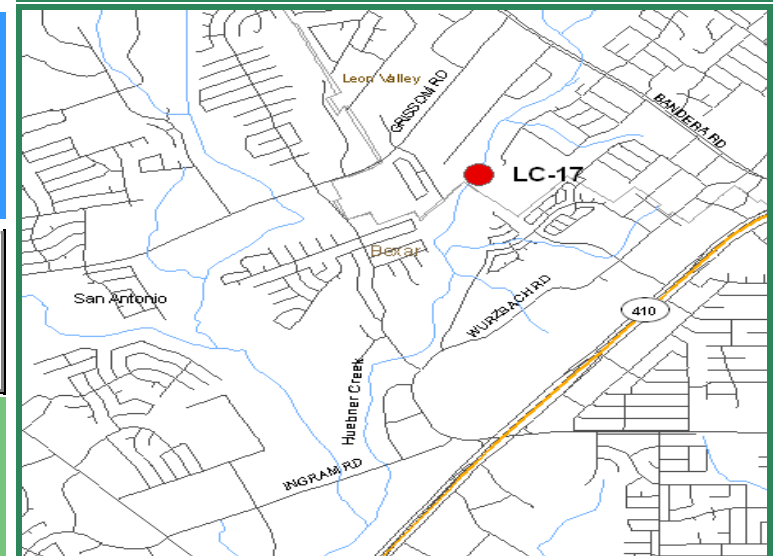 Leon Valley
GRISSOM RD
BANDERA RD
LC-17
Bexar
San Antonio
WURZBACH RD
410
Huebner Creek
INGRAM RD